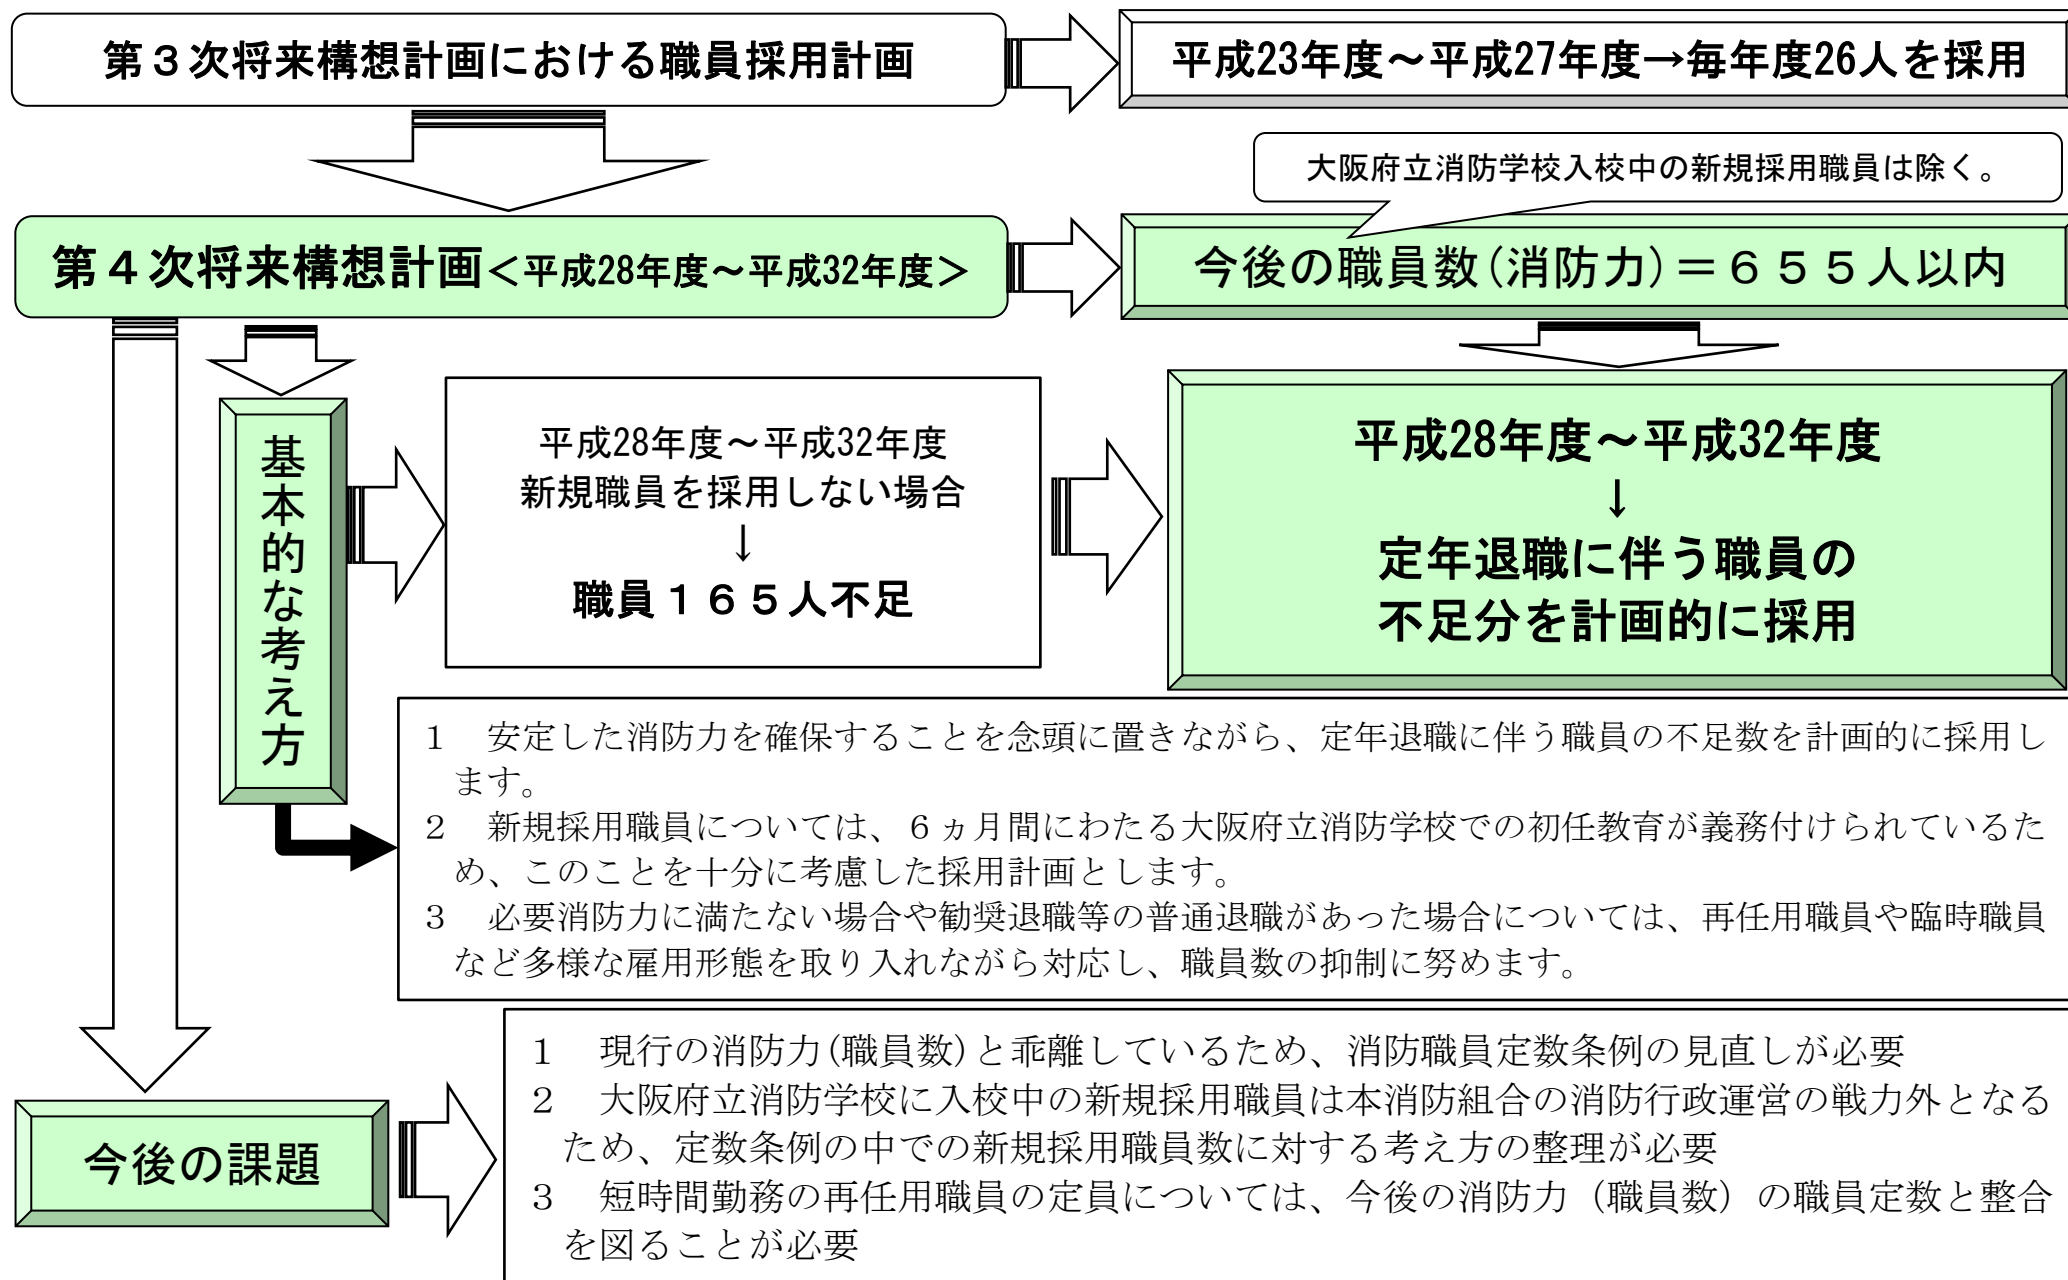 第３次将来構想計画における職員採用計画
平成23年度～平成27年度→毎年度26人を採用
大阪府立消防学校入校中の新規採用職員は除く。
第４次将来構想計画＜平成28年度～平成32年度＞
今後の職員数(消防力)＝６５５人以内
基本的な考え方
平成28年度～平成32年度
新規職員を採用しない場合
↓
職員１６５人不足
平成28年度～平成32年度
↓
定年退職に伴う職員の
不足分を計画的に採用
１　安定した消防力を確保することを念頭に置きながら、定年退職に伴う職員の不足数を計画的に採用し
ます。
２　新規採用職員については、６ヵ月間にわたる大阪府立消防学校での初任教育が義務付けられているた
め、このことを十分に考慮した採用計画とします。
３　必要消防力に満たない場合や勧奨退職等の普通退職があった場合については、再任用職員や臨時職員
など多様な雇用形態を取り入れながら対応し、職員数の抑制に努めます。
今後の課題
１　現行の消防力(職員数)と乖離しているため、消防職員定数条例の見直しが必要
２　大阪府立消防学校に入校中の新規採用職員は本消防組合の消防行政運営の戦力外となる
ため、定数条例の中での新規採用職員数に対する考え方の整理が必要
３　短時間勤務の再任用職員の定員については、今後の消防力（職員数）の職員定数と整合
を図ることが必要